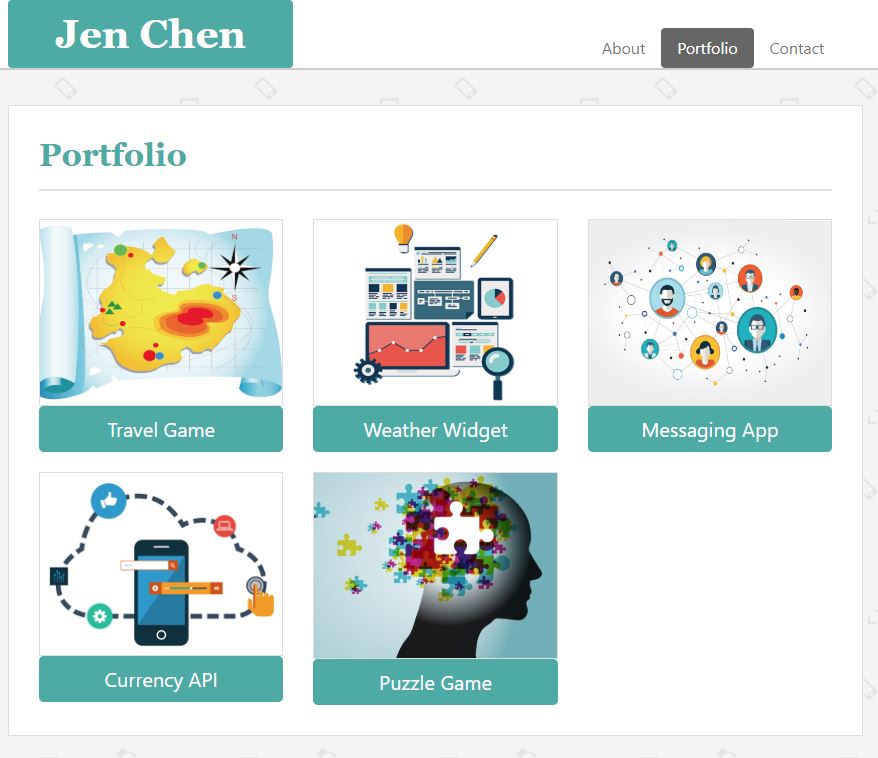 Jen Chen
About
Portfolio
Contact
Portfolio
N
S
Travel Game
Weather Widget
Messaging App
Currency API
Puzzle Game